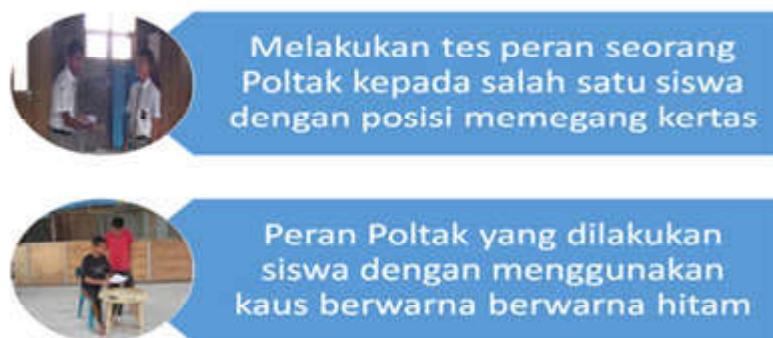 Melakukan tes peran seorang
Poltak kepada salah satu siswa
dengan posisi memegang kertas
Peran Poltak yang dilakukan
siswa dengan menggunakan
kaus berwarna berwarna hitam